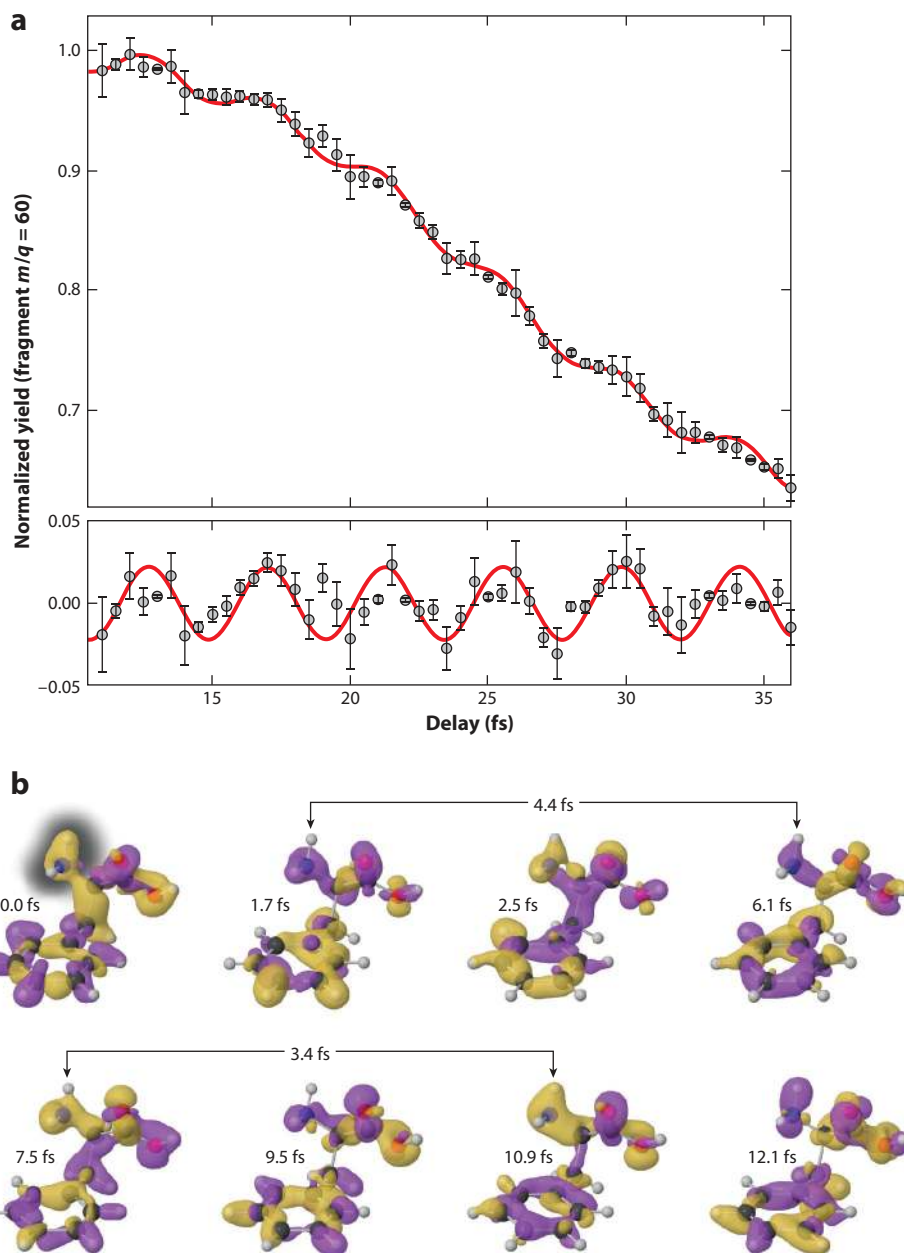 a
1.0
0.9
0.8
0.7
Normalized yield (fragment m/q = 60)
0.05
0.00
−0.05
15 20 25 30 35
Delay (fs)
b
4.4 fs
0.0 fs 1.7 fs 2.5 fs 6.1 fs
3.4 fs
7.5 fs 9.5 fs 10.9 fs 12.1 fs